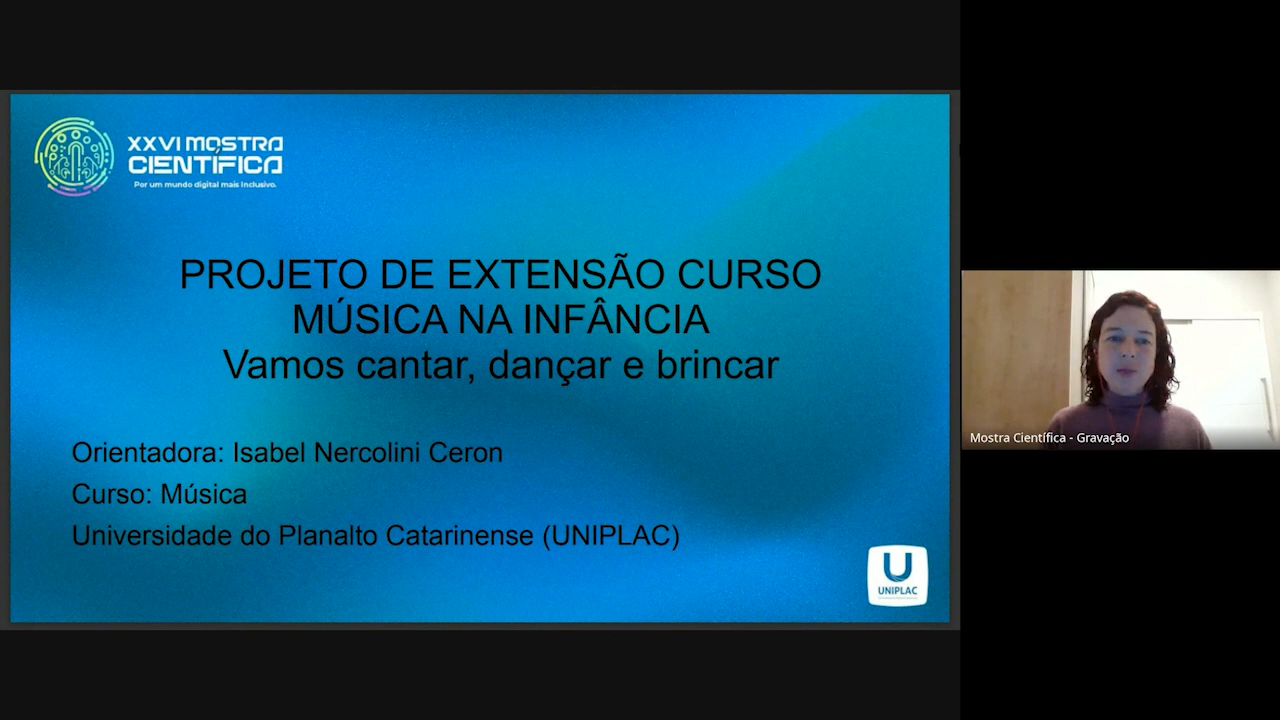 XXVI MOSTRA
CIENTÍFICA
Por um mundo digital mais inclusivo.
PROJETO DE EXTENSÃO CURSO
MÚSICA NA INFÂNCIA
Vamos cantar, dançar e brincar
Orientadora: Isabel Nercolini Ceron
Curso: Música
Universidade do Planalto Catarinense (UNIPLAC)
U
UNIPLAC
Mostra Científica - Gravação